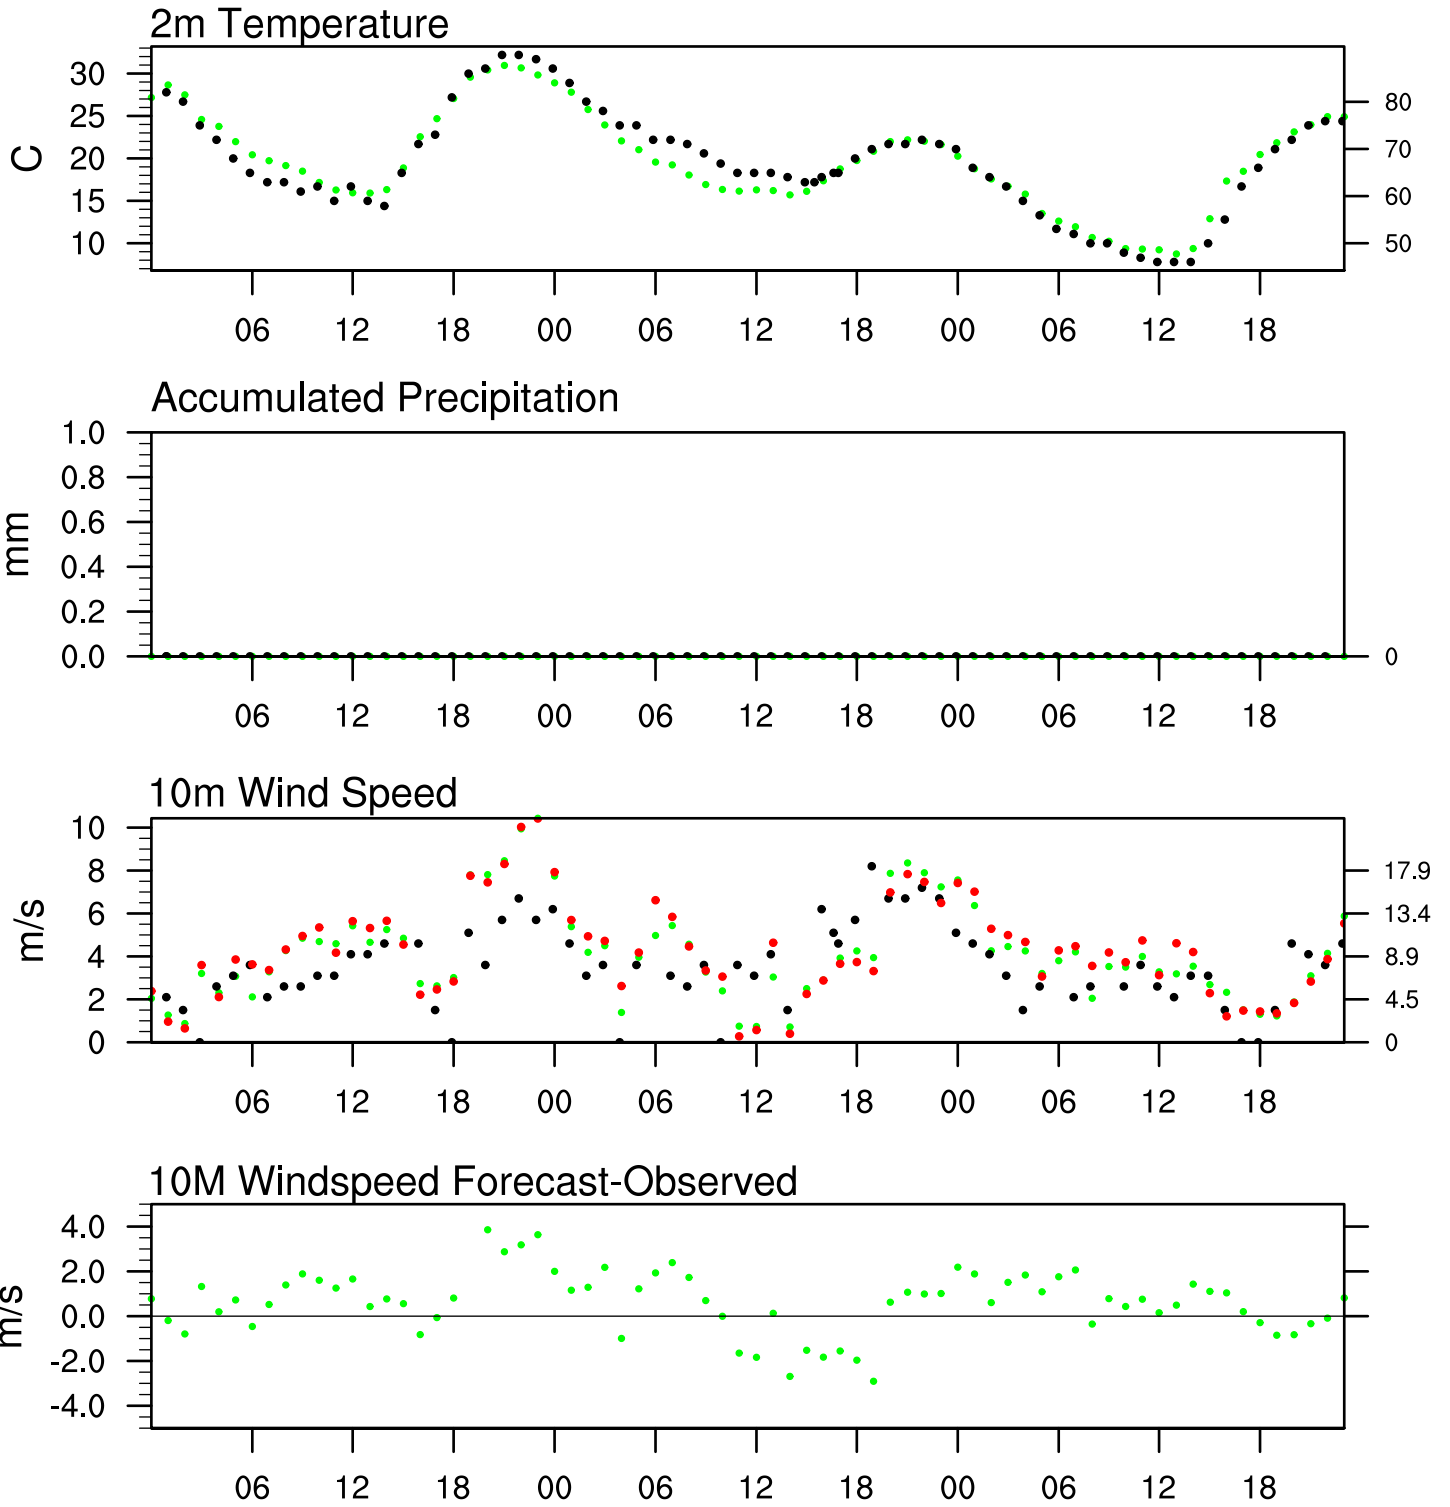 2m Temperature
30
25
20
15
10
C
80
70
60
50
06 12 18 00 06 12 18 00 06 12 18
Accumulated Precipitation
1.0
0.8
0.6
0.4
0.2
0.0
mm
0
06 12 18 00 06 12 18 00 06 12 18
10m Wind Speed
10
8
6
4
2
0
m/s
17.9
13.4
8.9
4.5
0
06 12 18 00 06 12 18 00 06 12 18
10M Windspeed Forecast-Observed
4.0
2.0
0.0
-2.0
-4.0
m/s
06 12 18 00 06 12 18 00 06 12 18